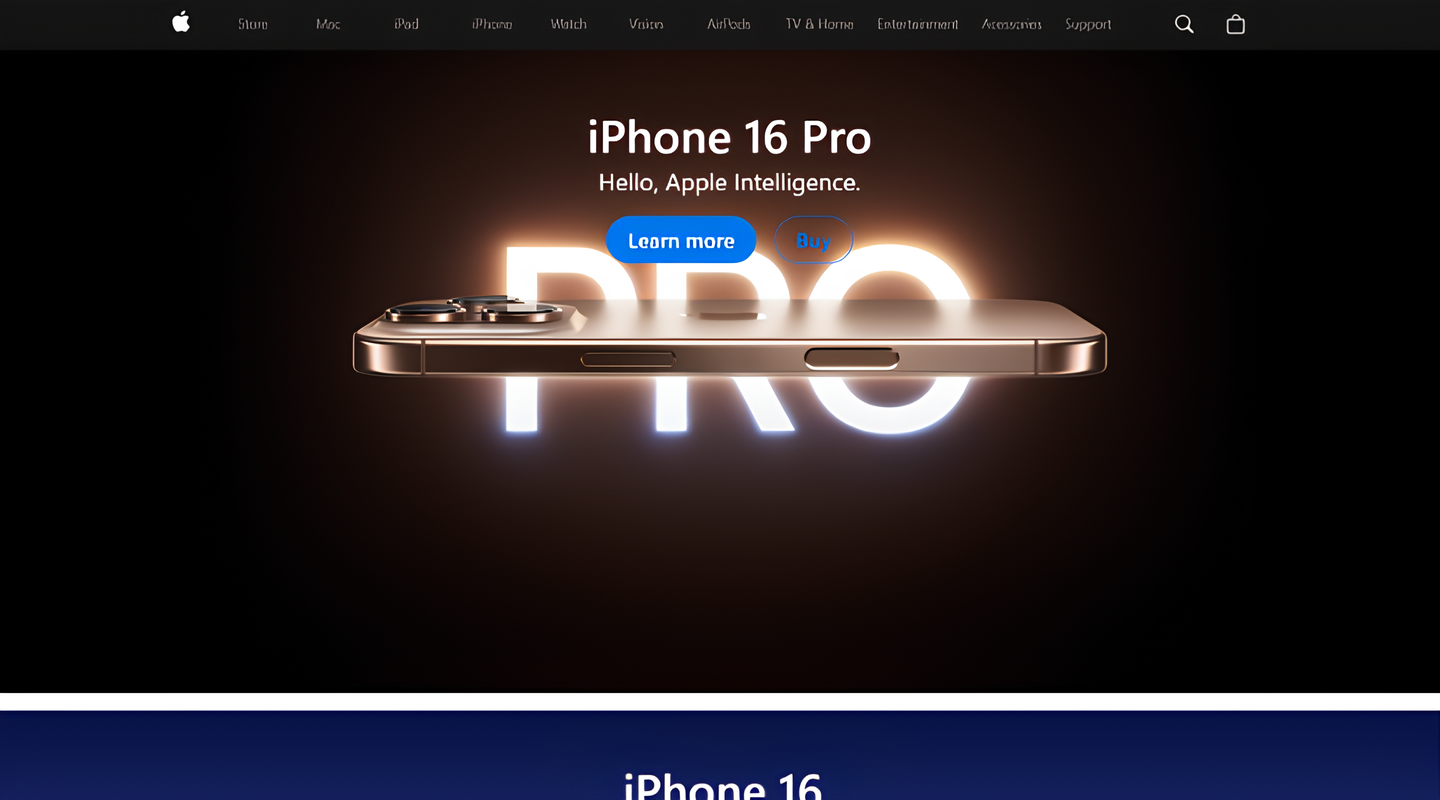 Store Mac iPad iPhone Watch Vision AirPods TV & Home Entertainment Accessories Support
iPhone 16 Pro
Hello, Apple Intelligence.
Learn more Buy
PRO
iPhone 16